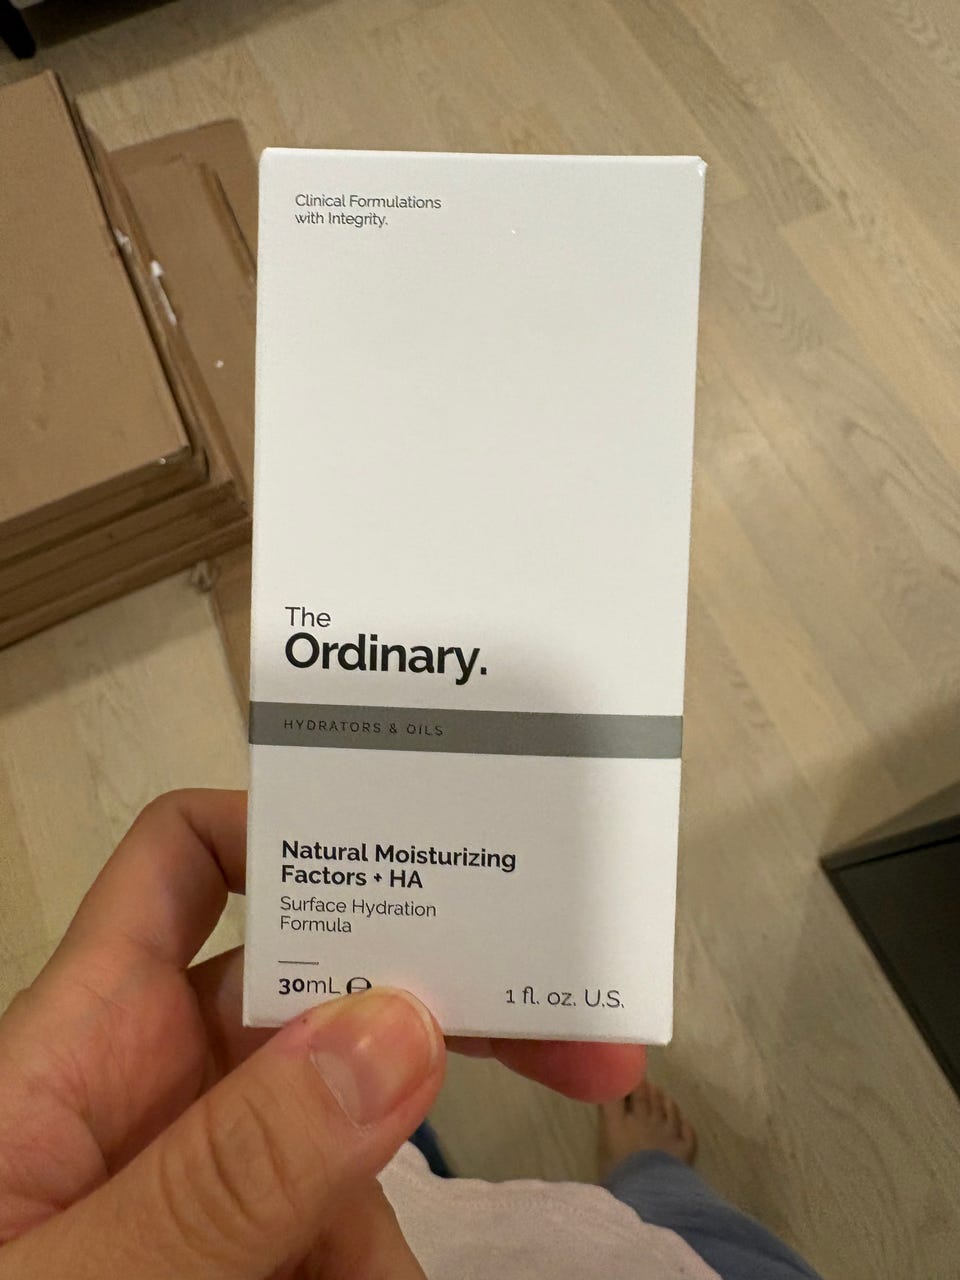 Clinical Formulations
with Integrity.
The
Ordinary.
HYDRATORS & OILS
Natural Moisturizing
Factors + HA
Surface Hydration
Formula
30mL ℮
1 fl. oz. U.S.